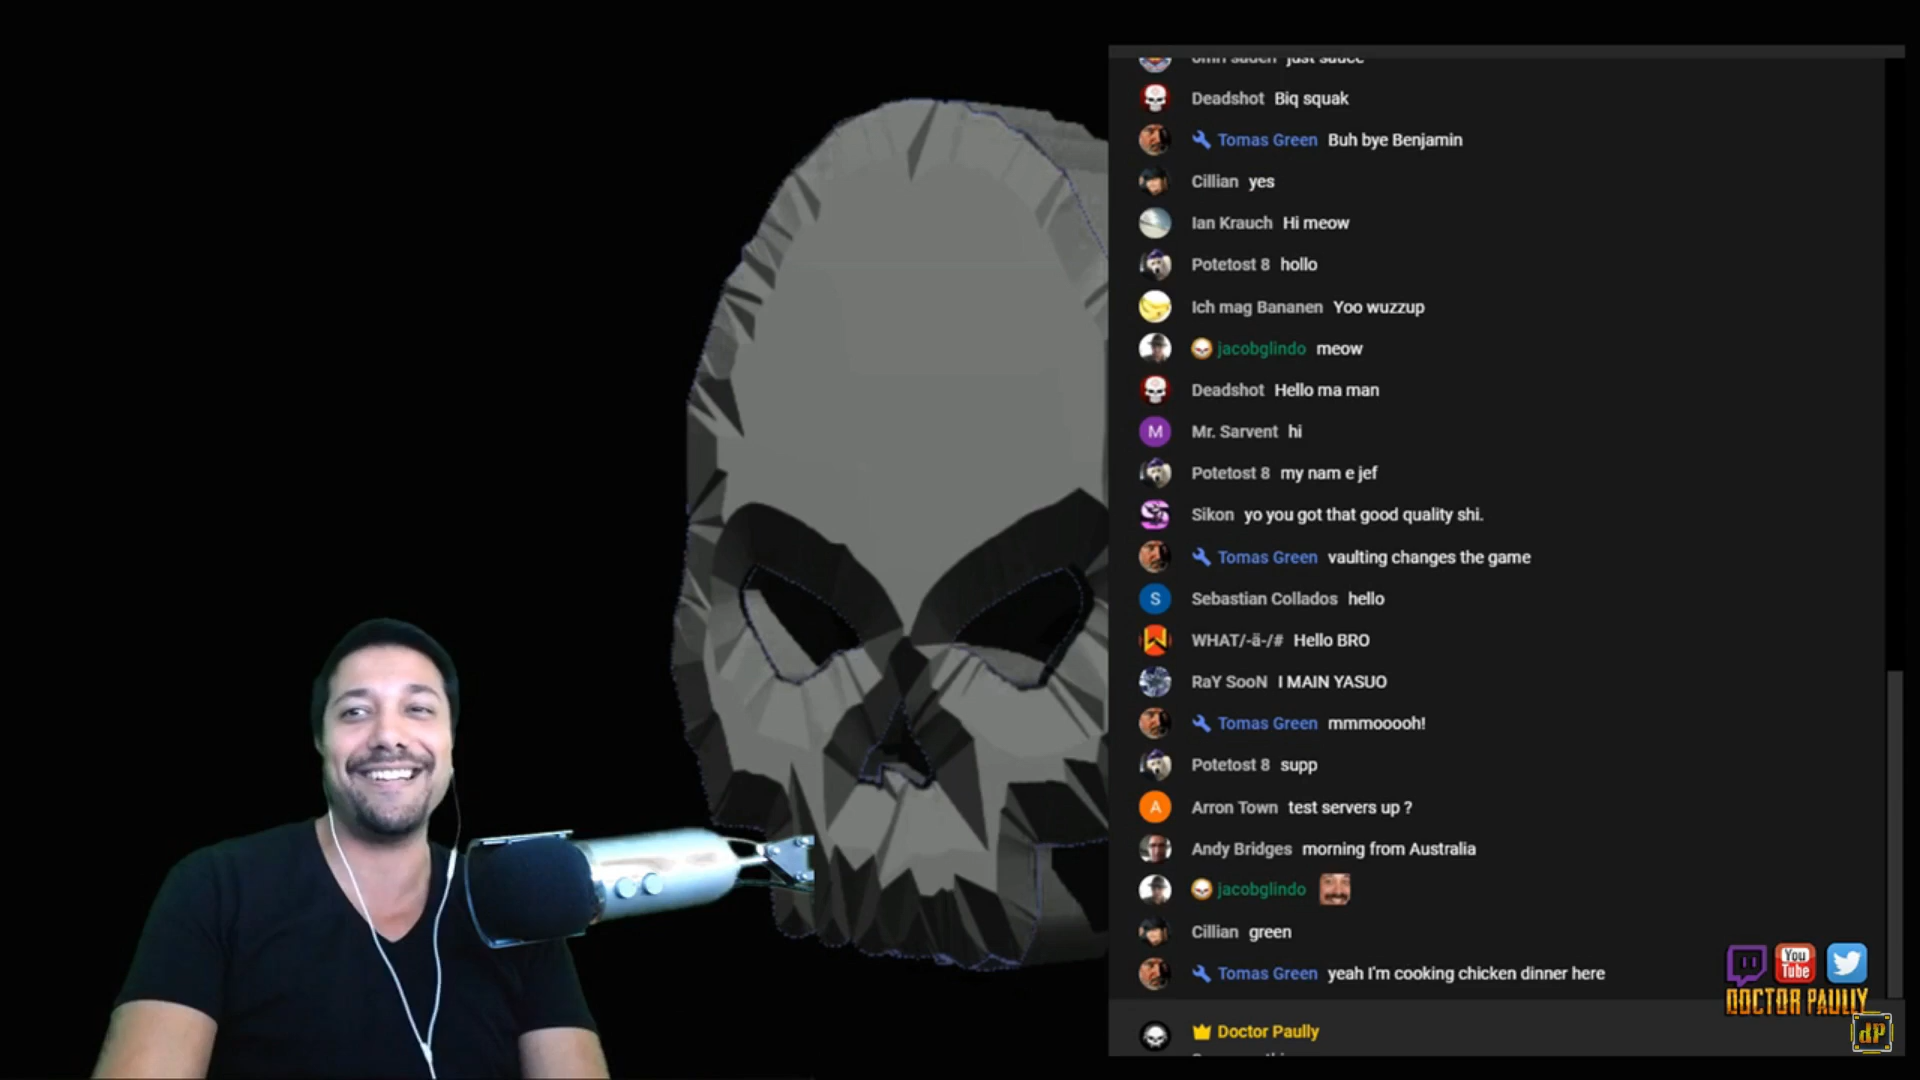 just sauce
Deadshot Biq squak
Tomas Green Buh bye Benjamin
Cillian yes
Ian Krauch Hi meow
Potetost 8 hollo
Ich mag Bananen Yoo wuzzup
jacobglindo meow
Deadshot Hello ma man
M Mr. Sarvent hi
Potetost 8 my nam e jef
Sikon yo you got that good quality shi.
Tomas Green vaulting changes the game
S Sebastian Collados hello
WHAT/-ä-/# Hello BRO
RaY SooN I MAIN YASUO
Tomas Green mmmooooh!
Potetost 8 supp
A Arron Town test servers up ?
Andy Bridges morning from Australia
jacobglindo
Cillian green
Tomas Green yeah I'm cooking chicken dinner here
You
Tube
DOCTOR PAULLY
dP
Doctor Paully